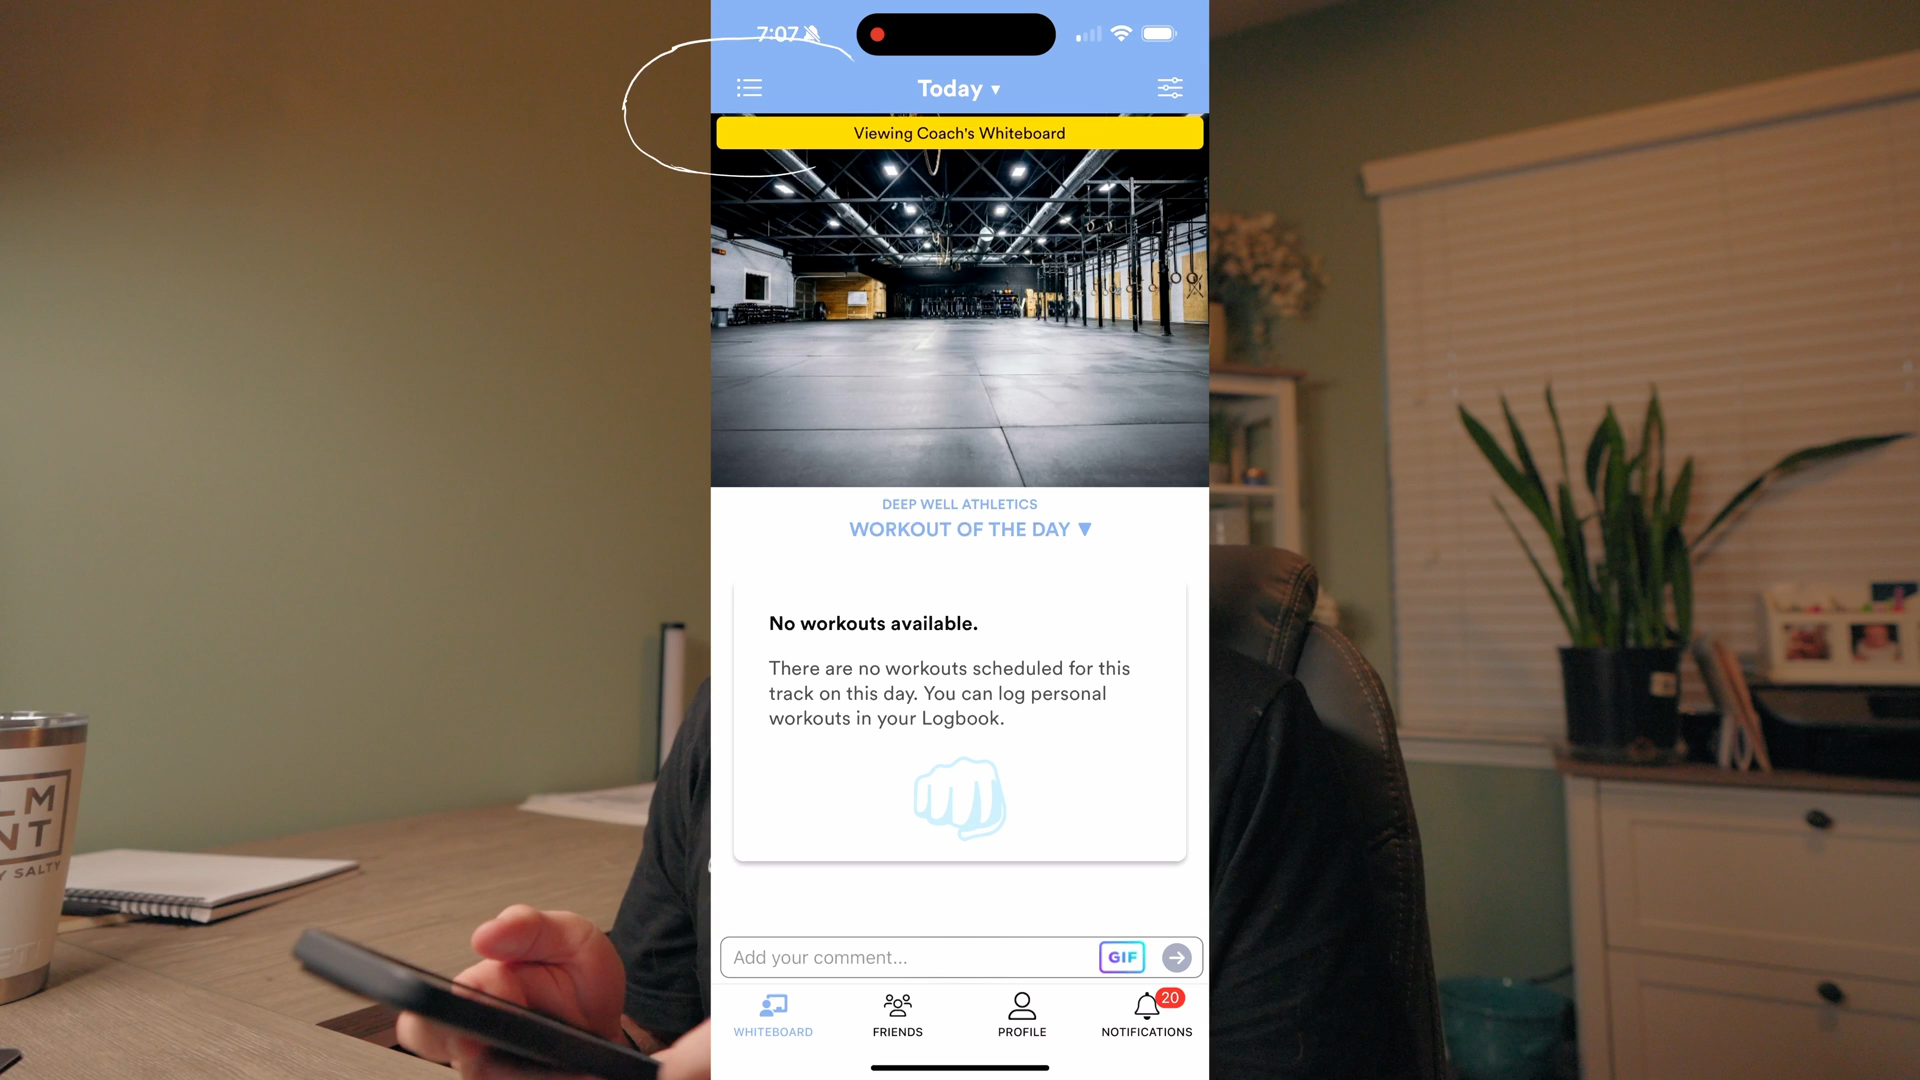 7:07
Today ▾
Viewing Coach's Whiteboard
DEEP WELL ATHLETICS
WORKOUT OF THE DAY ▼
No workouts available.
There are no workouts scheduled for this
track on this day. You can log personal
workouts in your Logbook.
Add your comment...
GIF
20
WHITEBOARD
FRIENDS
PROFILE
NOTIFICATIONS
LM
NT
Y SALTY